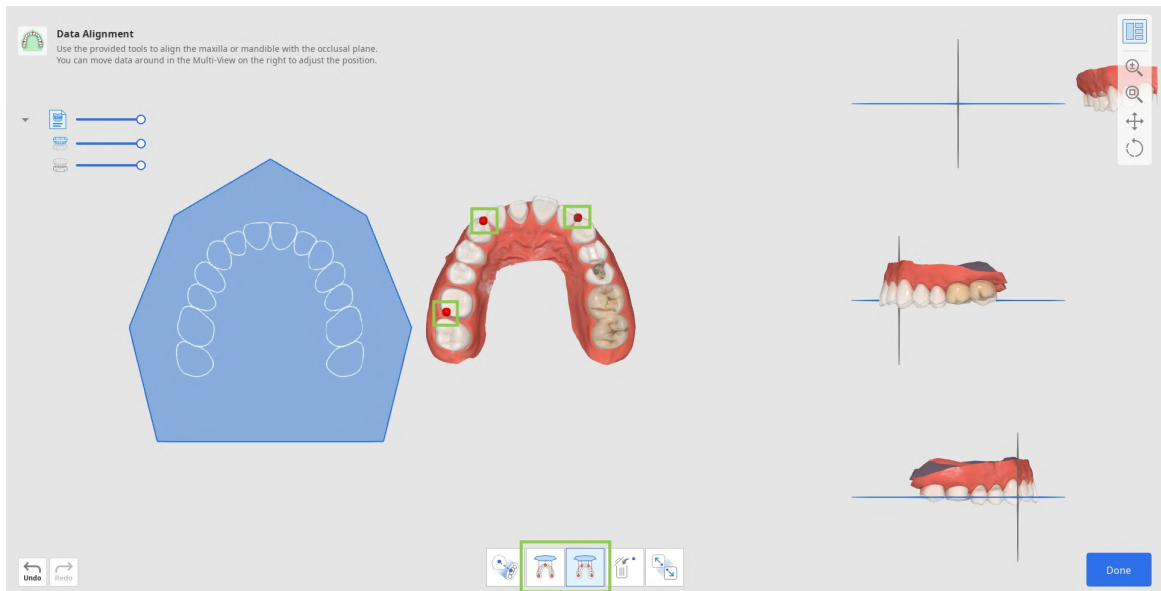 Data Alignment
Use the provided tools to align the maxilla or mandible with the occlusal plane.
You can move data around in the Multi-View on the right to adjust the position.
Undo
Redo
Done